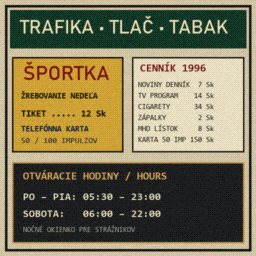 TRAFIKA · TLAČ · TABAK
ŠPORTKA
ŽREBOVANIE NEDEĽA
TIKET ..... 12 Sk
TELEFÓNNA KARTA
50 / 100 IMPULZOV
CENNÍK 1996
NOVINY DENNÍK 7 Sk
TV PROGRAM 14 Sk
CIGARETY 34 Sk
ZÁPALKY 2 Sk
MHD LÍSTOK 8 Sk
KARTA 50 IMP 150 Sk
OTVÁRACIE HODINY / HOURS
PO – PIA: 05:30 – 23:00
SOBOTA: 06:00 – 22:00
NOČNÉ OKIENKO PRE STRÁŽNIKOV